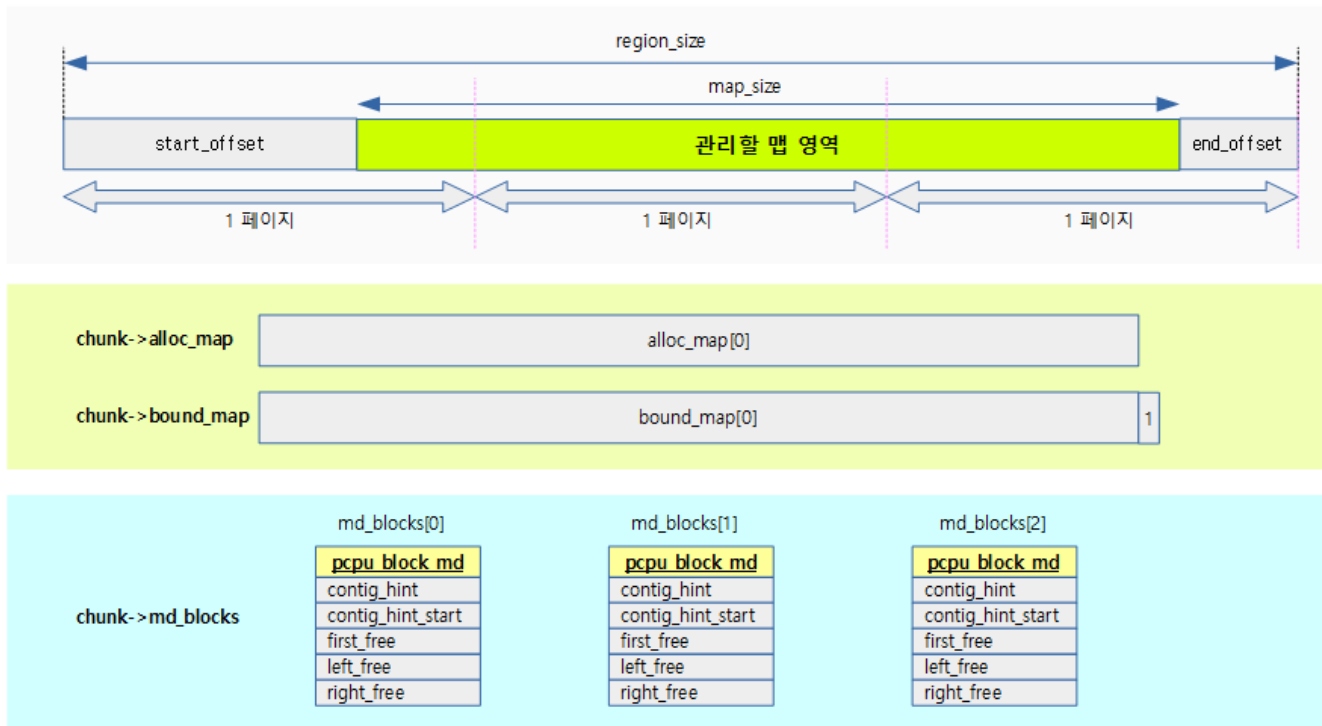 region_size
map_size
start_offset
관리할 맵 영역
end_offset
1 페이지
1 페이지
1 페이지
chunk->alloc_map
alloc_map[0]
chunk->bound_map
bound_map[0]
1
md_blocks[0]
md_blocks[1]
md_blocks[2]
chunk->md_blocks
pcpu_block_md
contig_hint
contig_hint_start
first_free
left_free
right_free
pcpu_block_md
contig_hint
contig_hint_start
first_free
left_free
right_free
pcpu_block_md
contig_hint
contig_hint_start
first_free
left_free
right_free